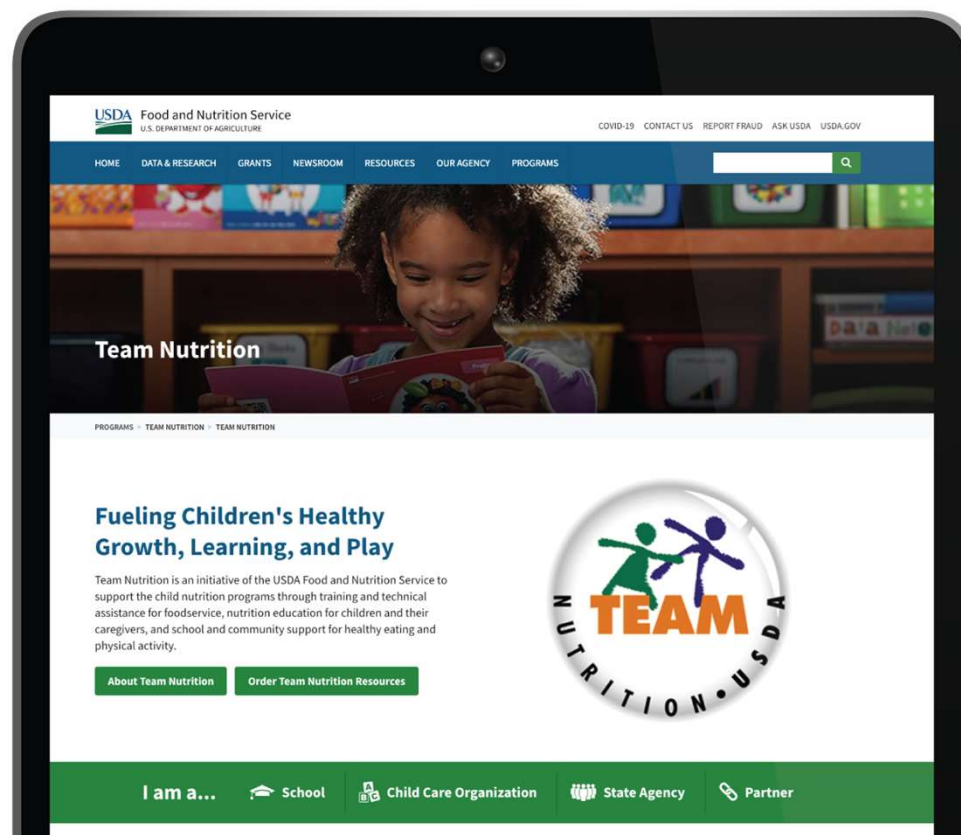 USDA Food and Nutrition Service
U.S. DEPARTMENT OF AGRICULTURE
COVID-19 CONTACT US REPORT FRAUD ASK USDA USDA.GOV
HOME DATA & RESEARCH GRANTS NEWSROOM RESOURCES OUR AGENCY PROGRAMS
Team Nutrition
PROGRAMS > TEAM NUTRITION > TEAM NUTRITION
Fueling Children's Healthy
Growth, Learning, and Play
Team Nutrition is an initiative of the USDA Food and Nutrition Service to
support the child nutrition programs through training and technical
assistance for foodservice, nutrition education for children and their
caregivers, and school and community support for healthy eating and
physical activity.
About Team Nutrition Order Team Nutrition Resources
TEAM
NUTRITION • USDA
I am a... School Child Care Organization State Agency Partner